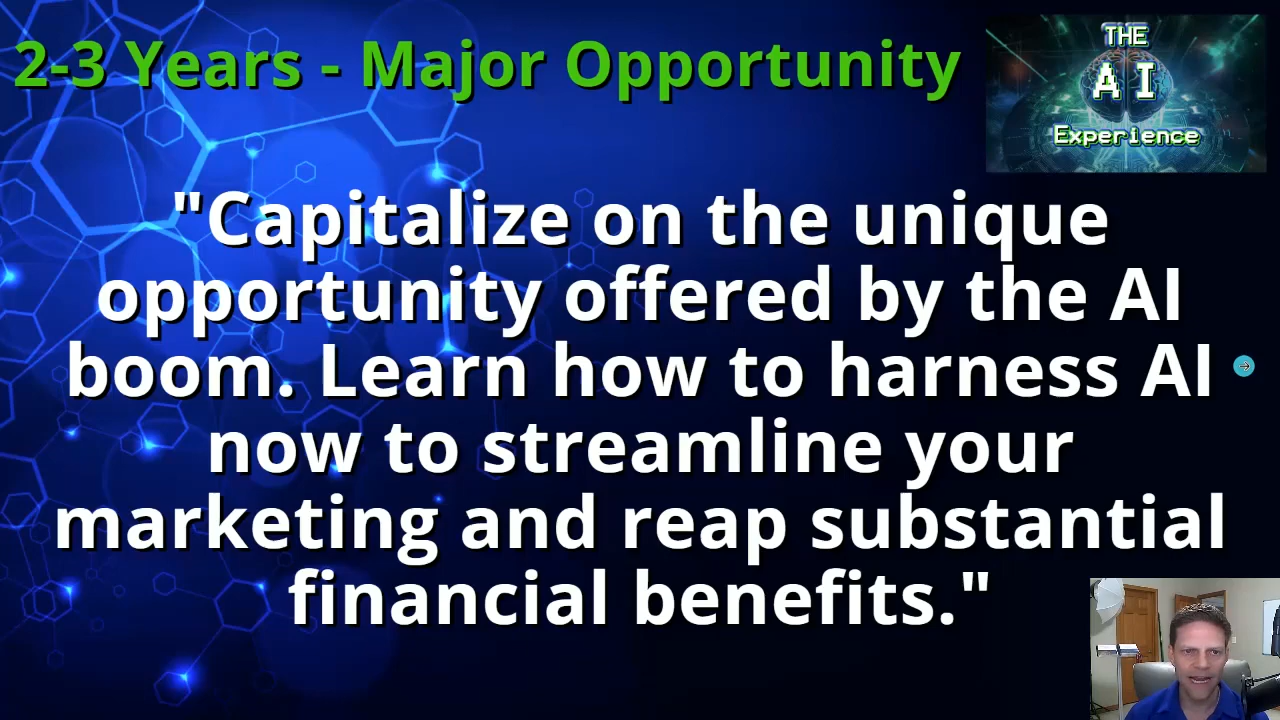 2-3 Years - Major Opportunity
THE
AI
Experience
"Capitalize on the unique
opportunity offered by the AI
boom. Learn how to harness AI
now to streamline your
marketing and reap substantial
financial benefits."